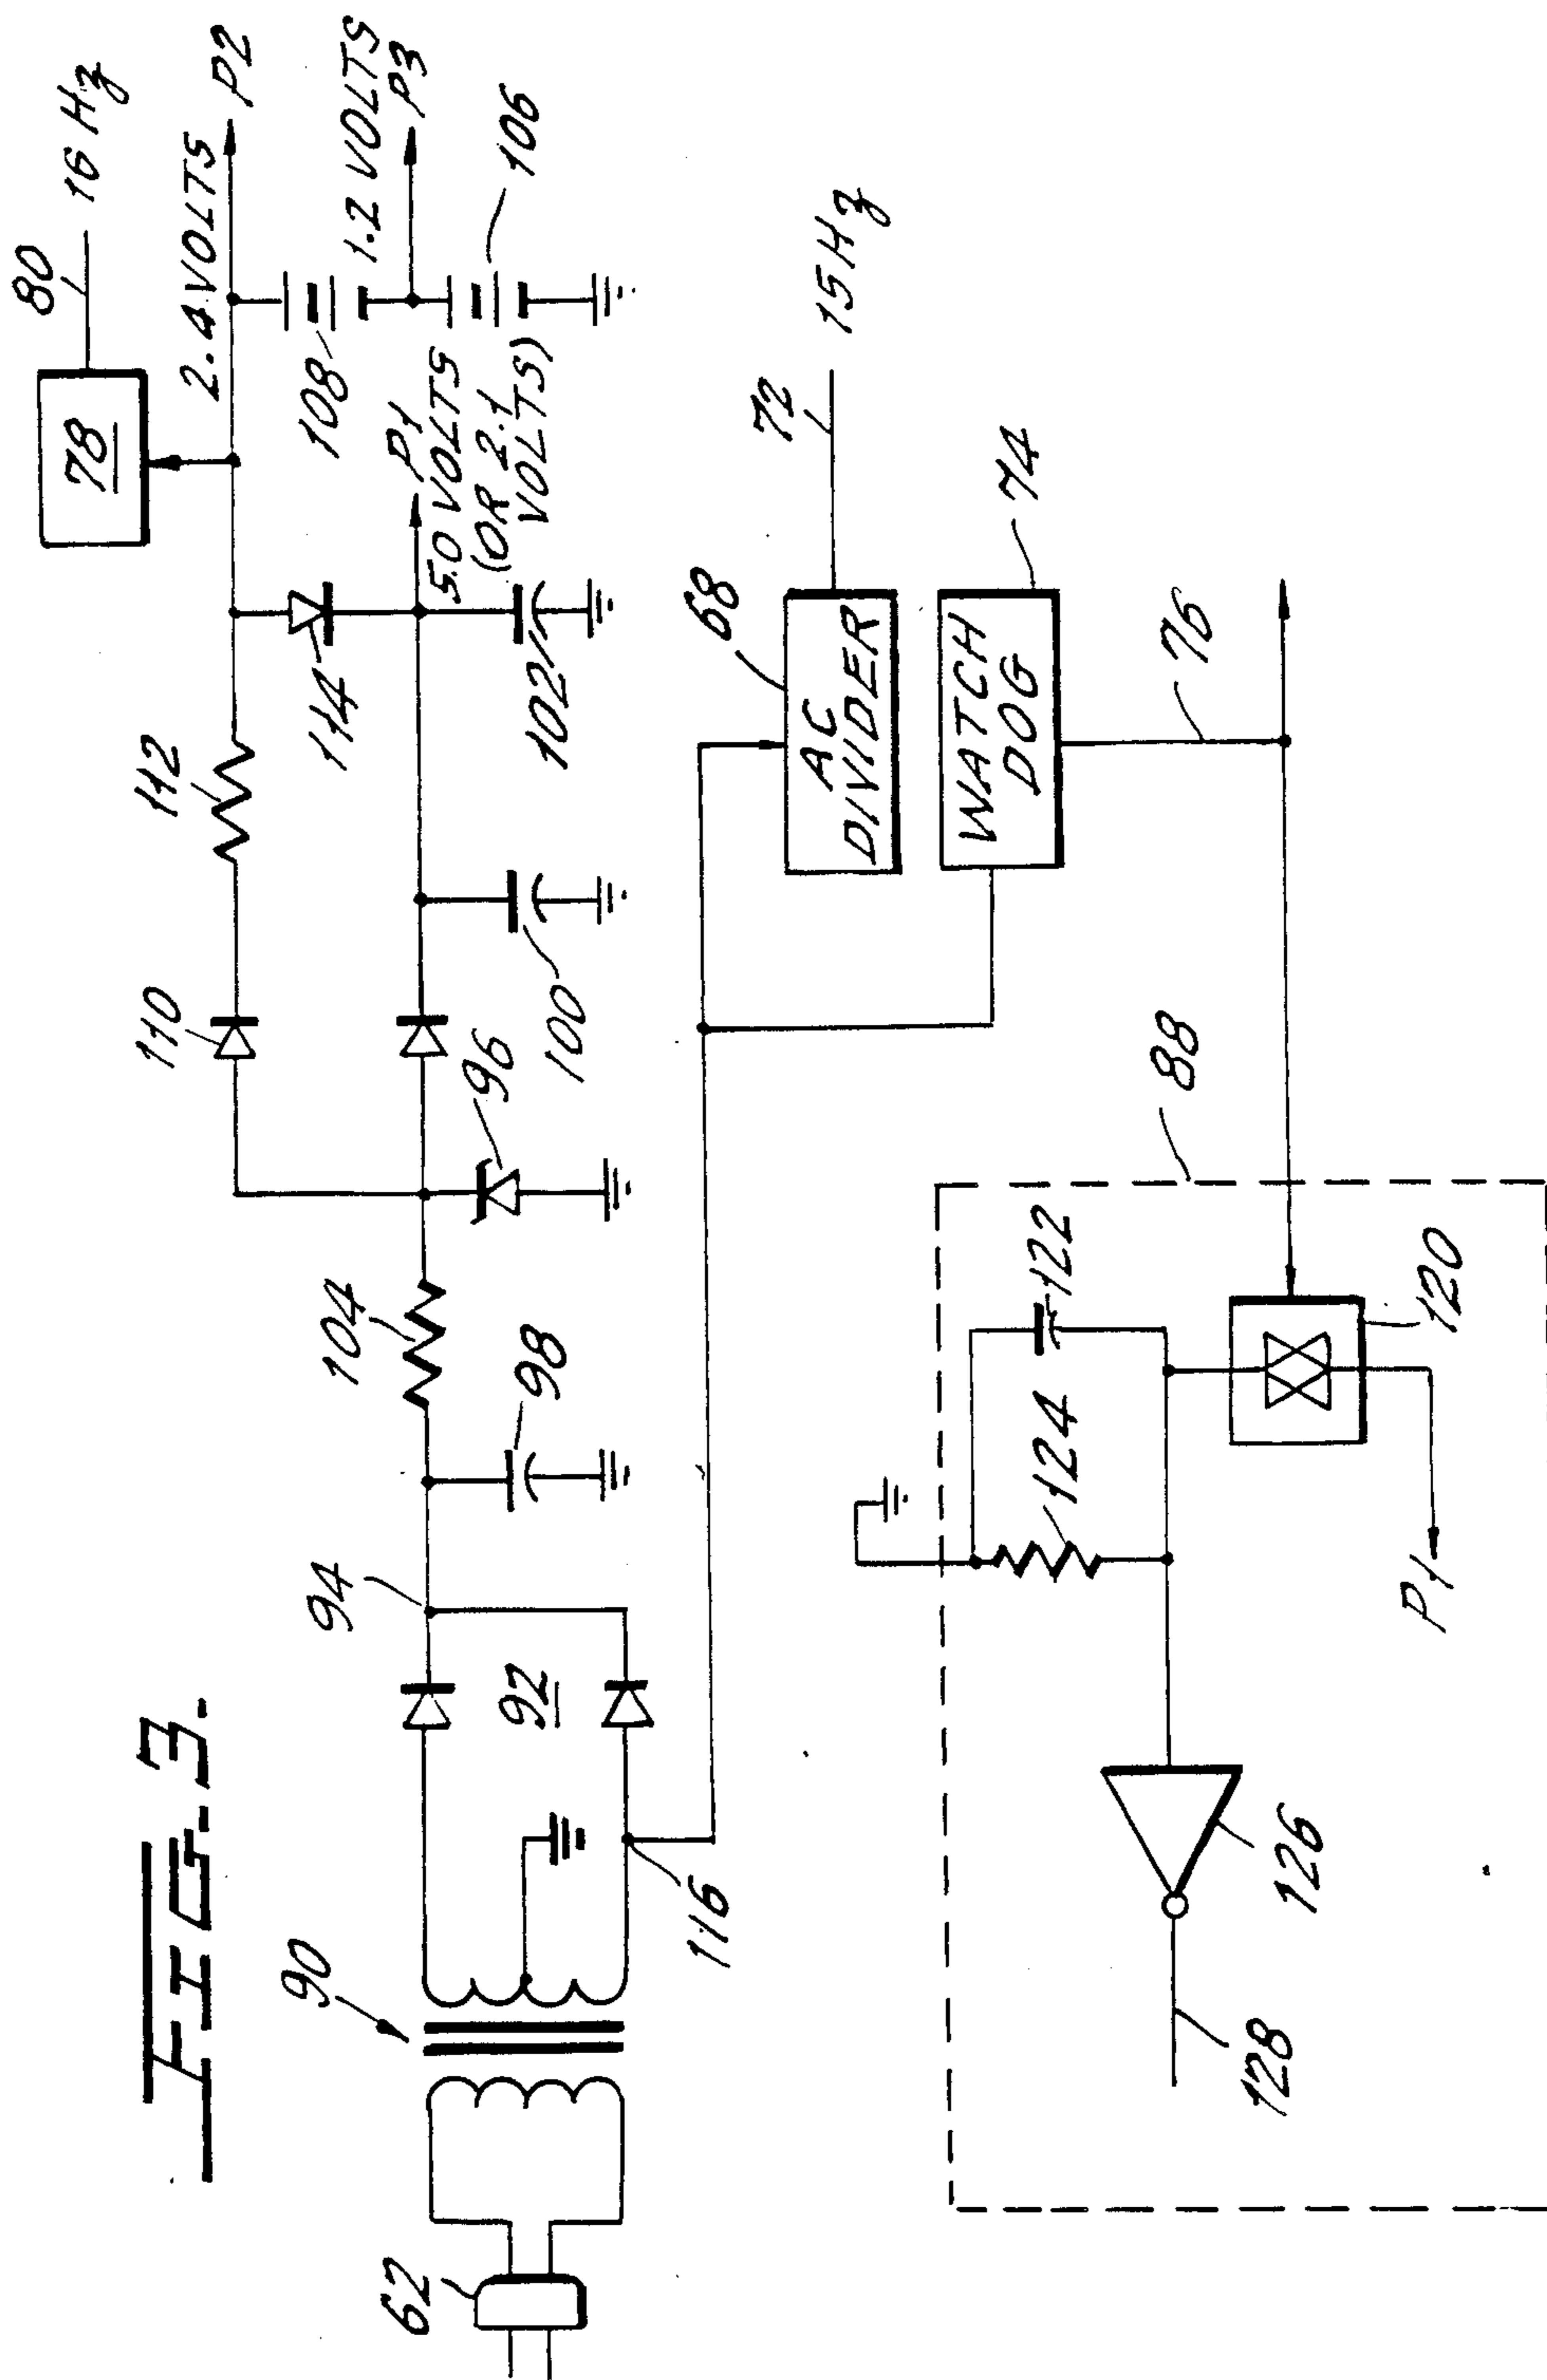 FIG. 3.
80
16 Hz
78
2.4 VOLTS
P2
108
1.2 VOLTS
P3
106
110
112
114
P1
5.0 VOLTS
(OR 2.1
VOLTS)
62
90
92
94
98
104
96
100
102
116
68
AC
DIVIDER
72
15 Hz
WATCH
DOG
74
76
88
122
124
120
P1
126
128